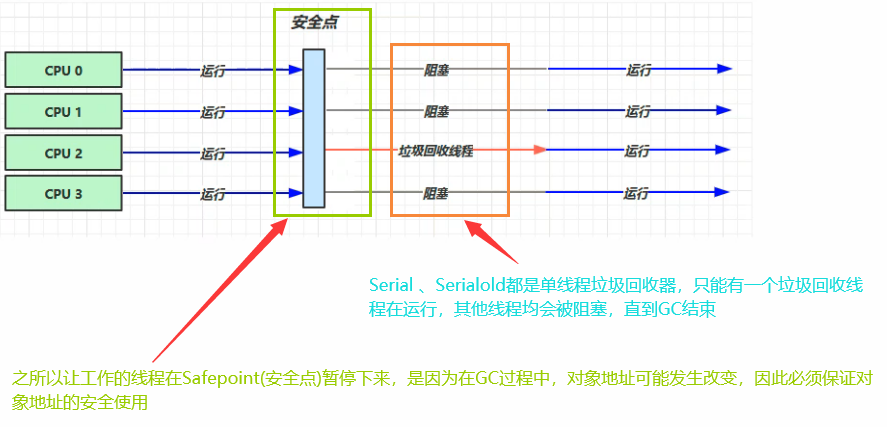 安全点
CPU 0 运行 阻塞 运行
CPU 1 运行 阻塞 运行
CPU 2 运行 垃圾回收线程 运行
CPU 3 运行 阻塞 运行
Serial 、Serialold都是单线程垃圾回收器，只能有一个垃圾回收线
程在运行，其他线程均会被阻塞，直到GC结束
之所以让工作的线程在Safepoint(安全点)暂停下来，是因为在GC过程中，对象地址可能发生改变，因此必须保证对
象地址的安全使用